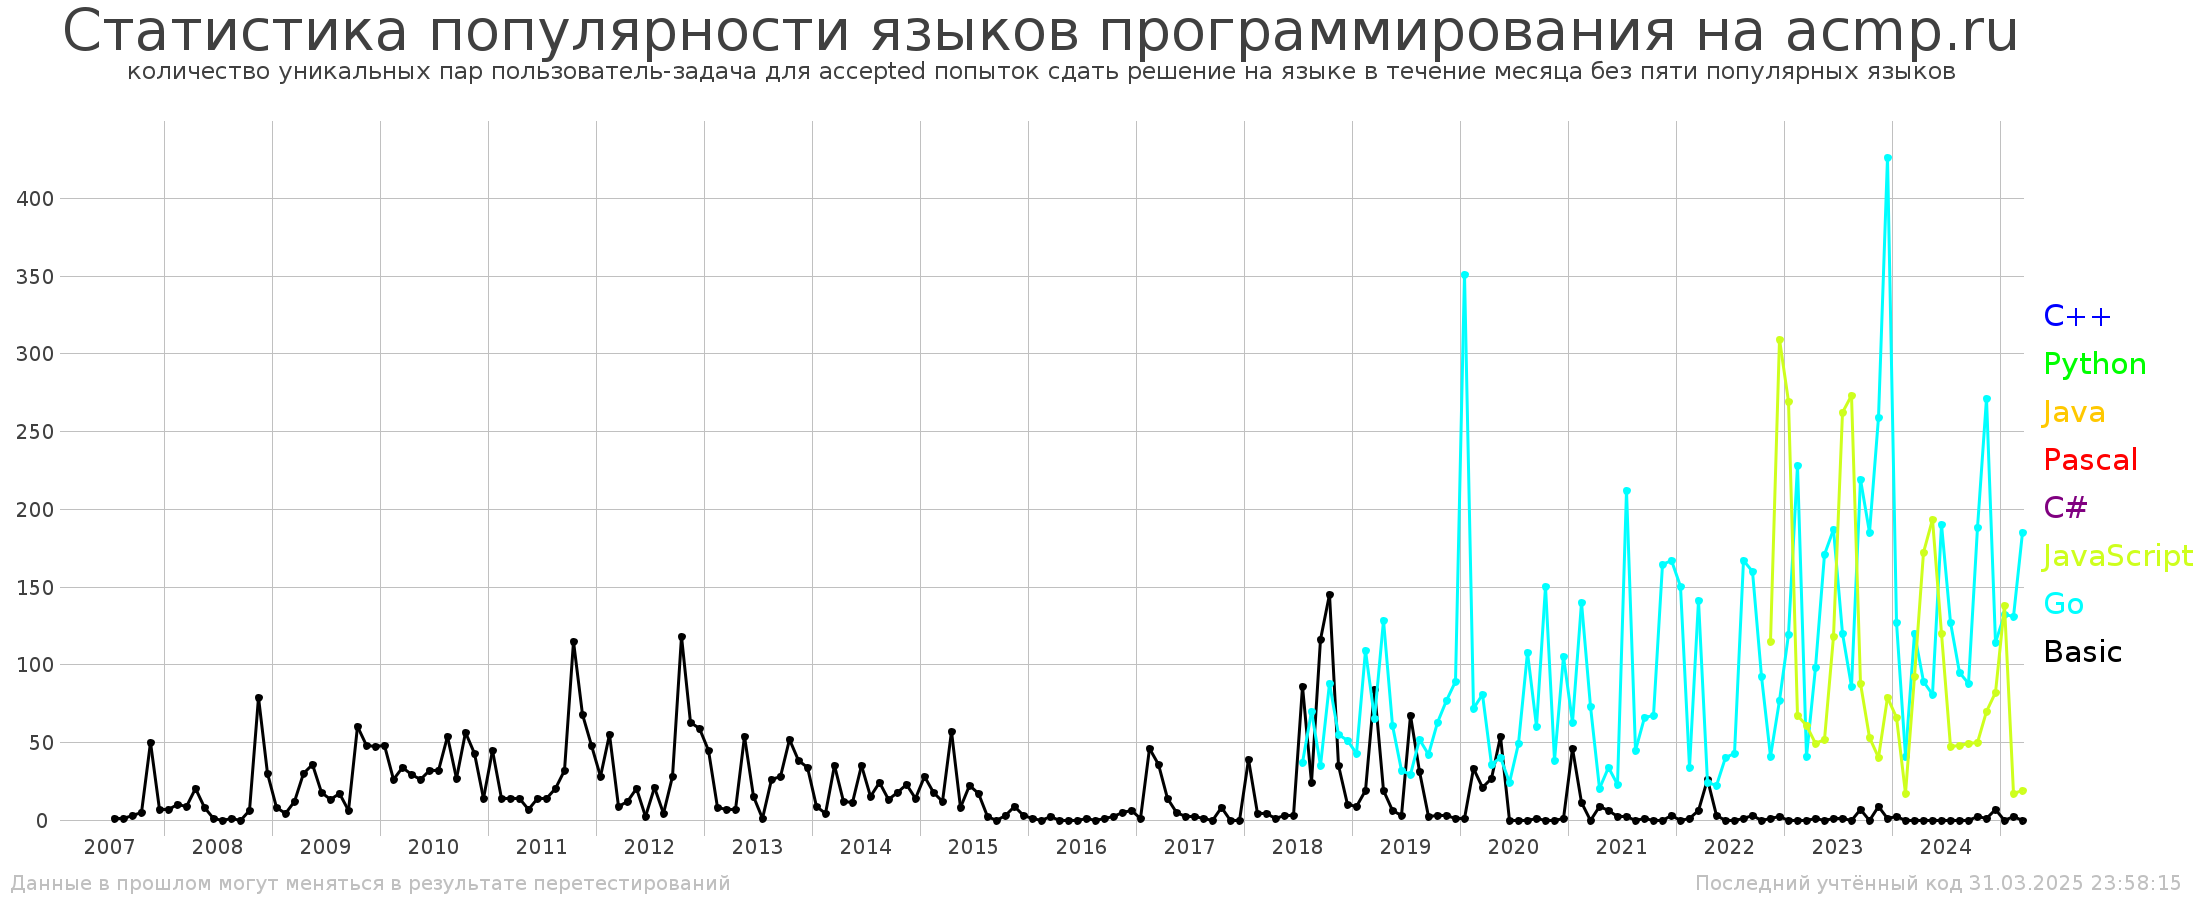 Статистика популярности языков программирования на acmp.ru
количество уникальных пар пользователь-задача для accepted попыток сдать решение на языке в течение месяца без пяти популярных языков
400
350
300
250
200
150
100
50
0
C++
Python
Java
Pascal
C#
JavaScript
Go
Basic
2007 2008 2009 2010 2011 2012 2013 2014 2015 2016 2017 2018 2019 2020 2021 2022 2023 2024
Данные в прошлом могут меняться в результате перетестирований
Последний учтённый код 31.03.2025 23:58:15